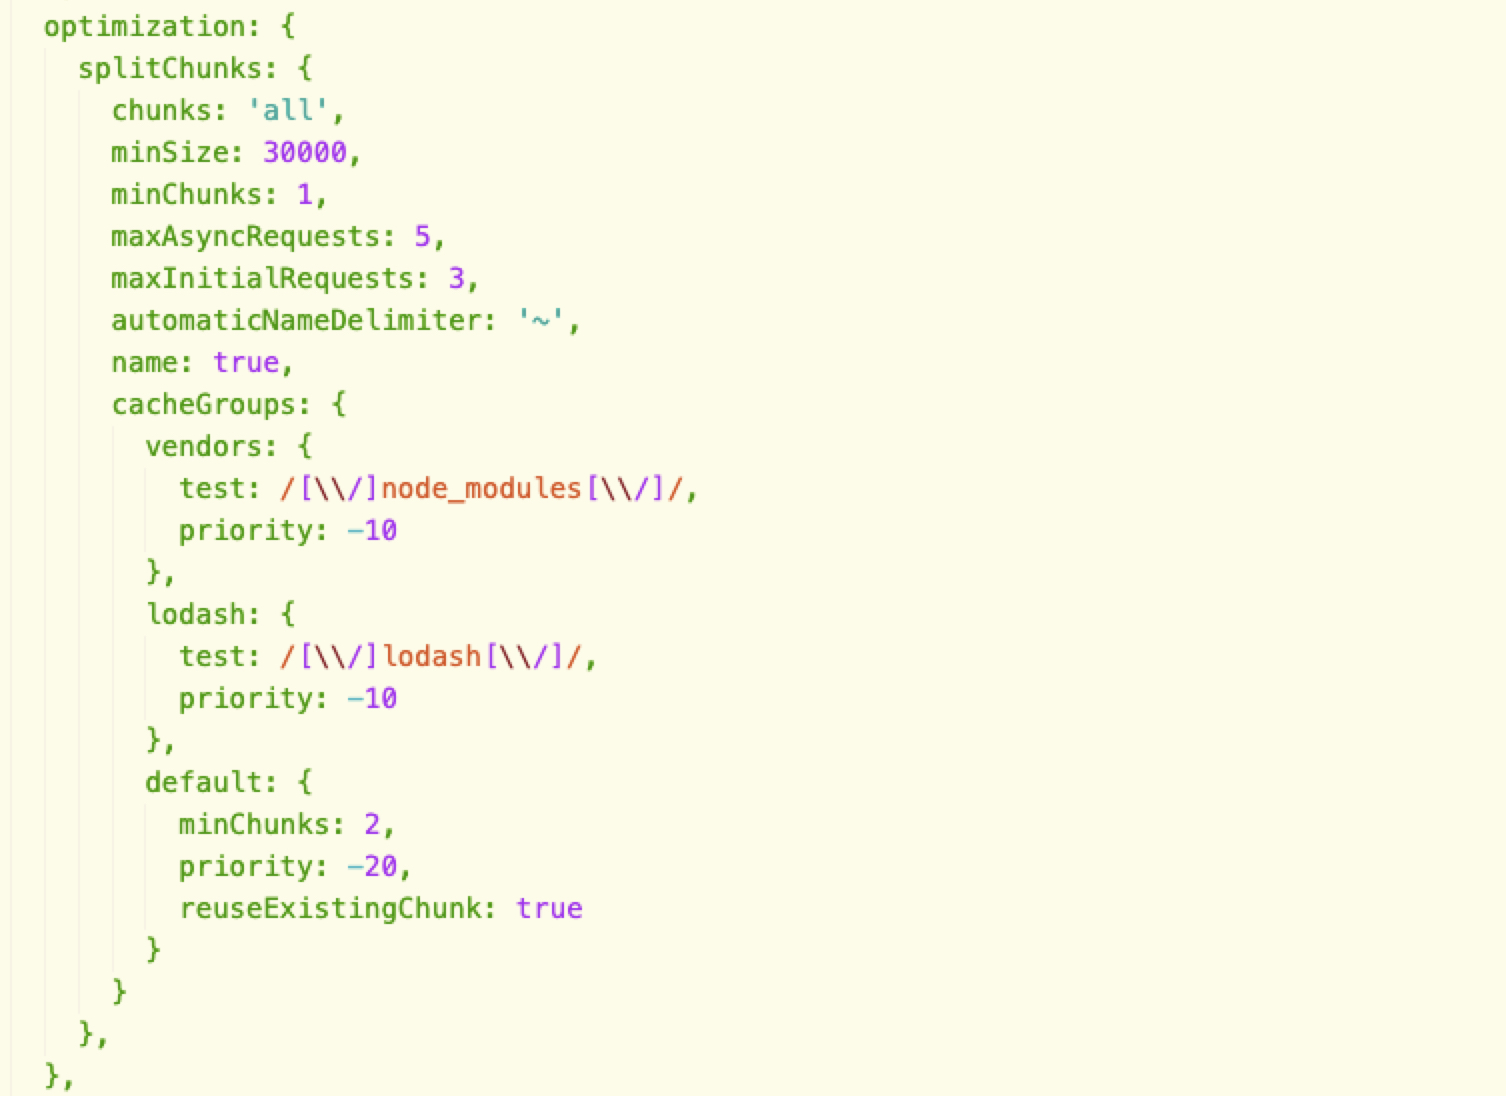 optimization: {
  splitChunks: {
    chunks: 'all',
    minSize: 30000,
    minChunks: 1,
    maxAsyncRequests: 5,
    maxInitialRequests: 3,
    automaticNameDelimiter: '~',
    name: true,
    cacheGroups: {
      vendors: {
        test: /[\\/]node_modules[\\/]/,
        priority: -10
      },
      lodash: {
        test: /[\\/]lodash[\\/]/,
        priority: -10
      },
      default: {
        minChunks: 2,
        priority: -20,
        reuseExistingChunk: true
      }
    }
  },
},